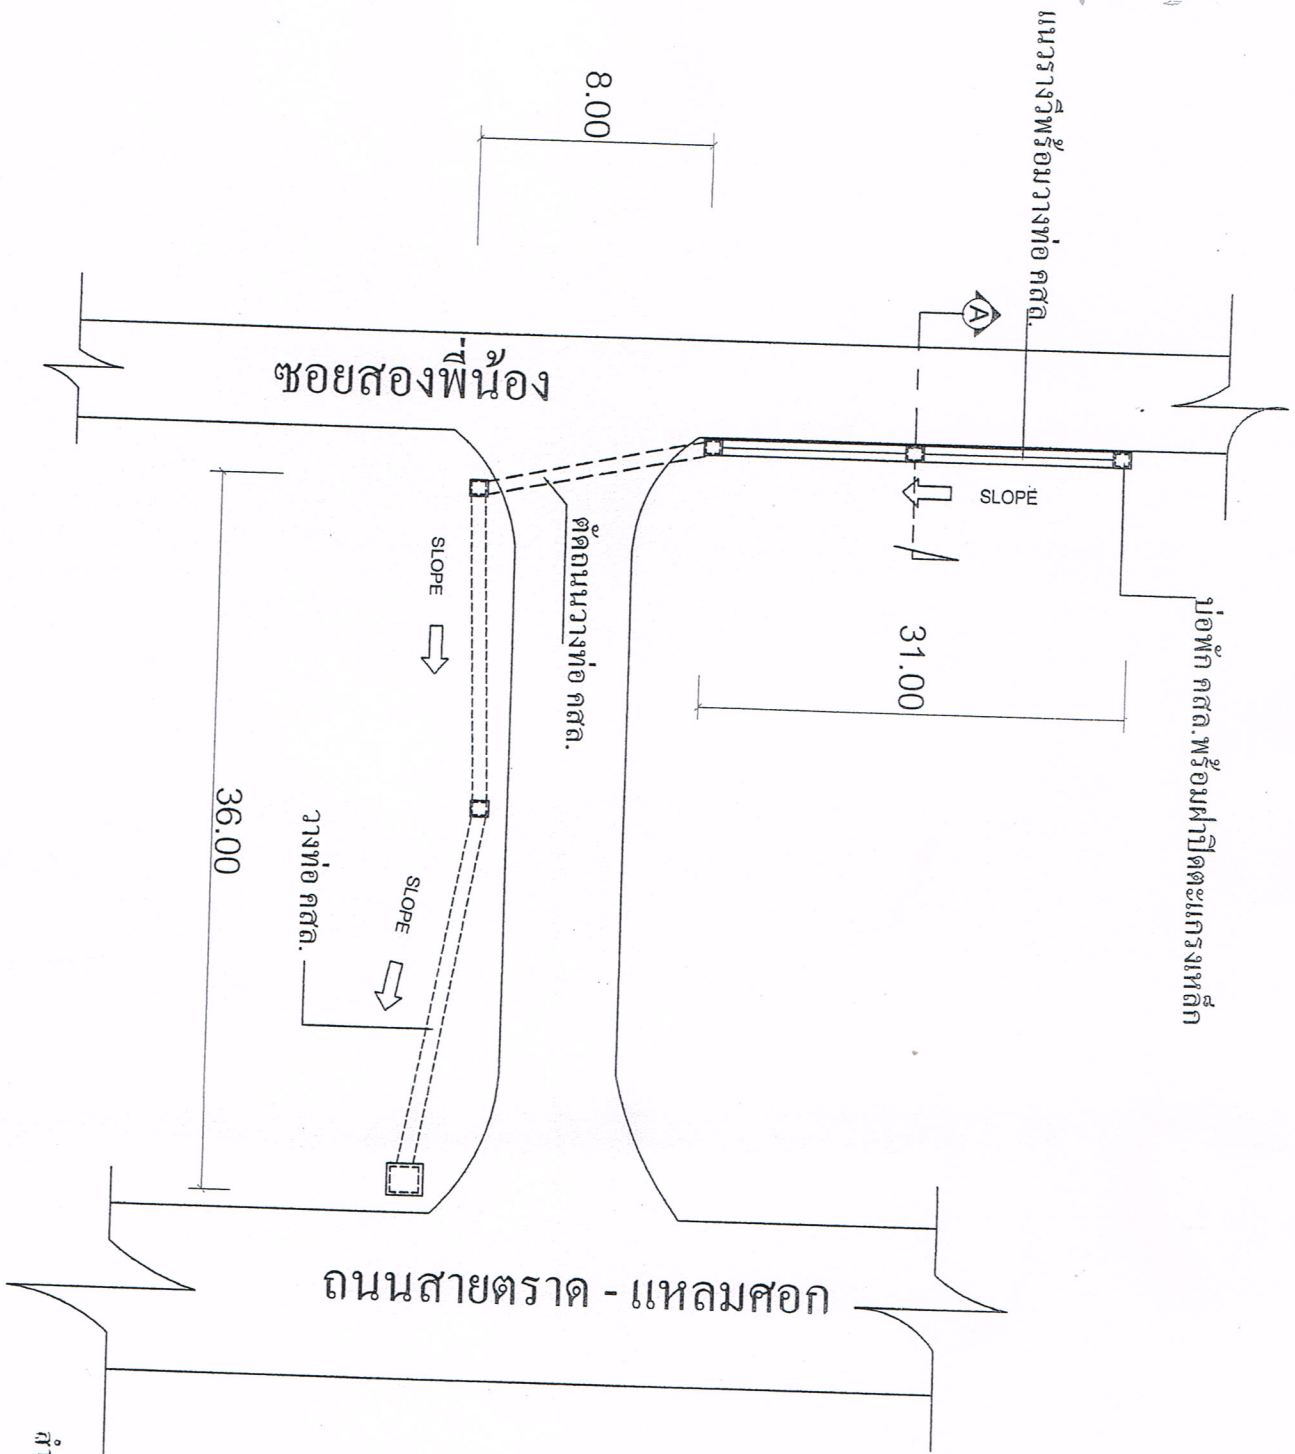 แนวรางวีพร้อมวางท่อ คสล.
8.00
A
ซอยสองพี่น้อง
SLOPE
บ่อพัก คสล.พร้อมฝาปิดตะแกรงเหล็ก
ตัดถนนวางท่อ คสล.
31.00
SLOPE
36.00
วางท่อ คสล.
SLOPE
ถนนสายตราด - แหลมศอก